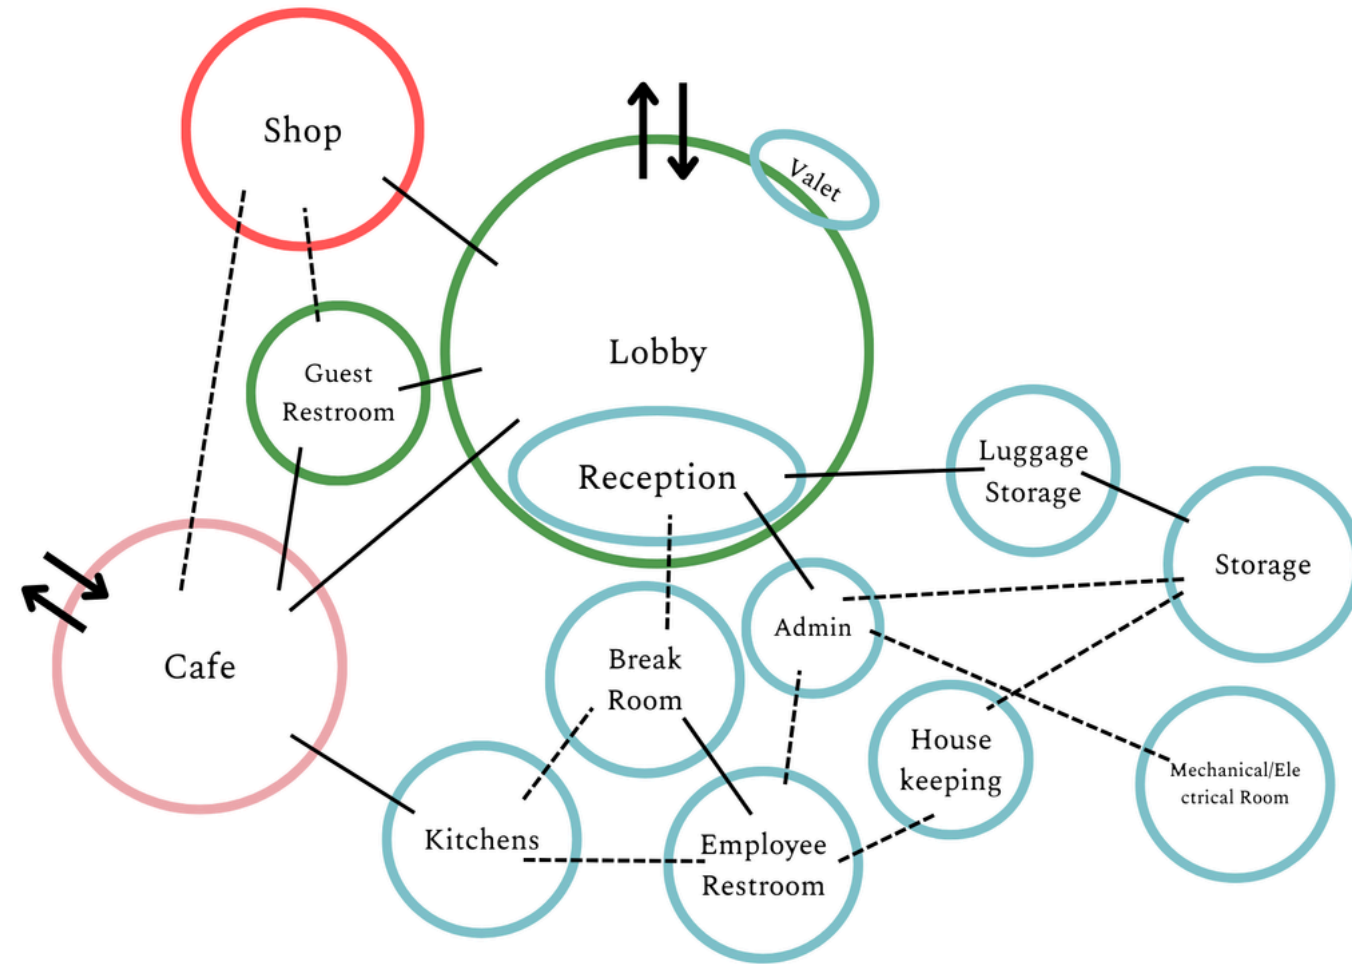 Shop
Valet
Lobby
Guest
Restroom
Reception
Luggage
Storage
Storage
Admin
Cafe
Break
Room
House
keeping
Mechanical/Ele
ctrical Room
Kitchens
Employee
Restroom